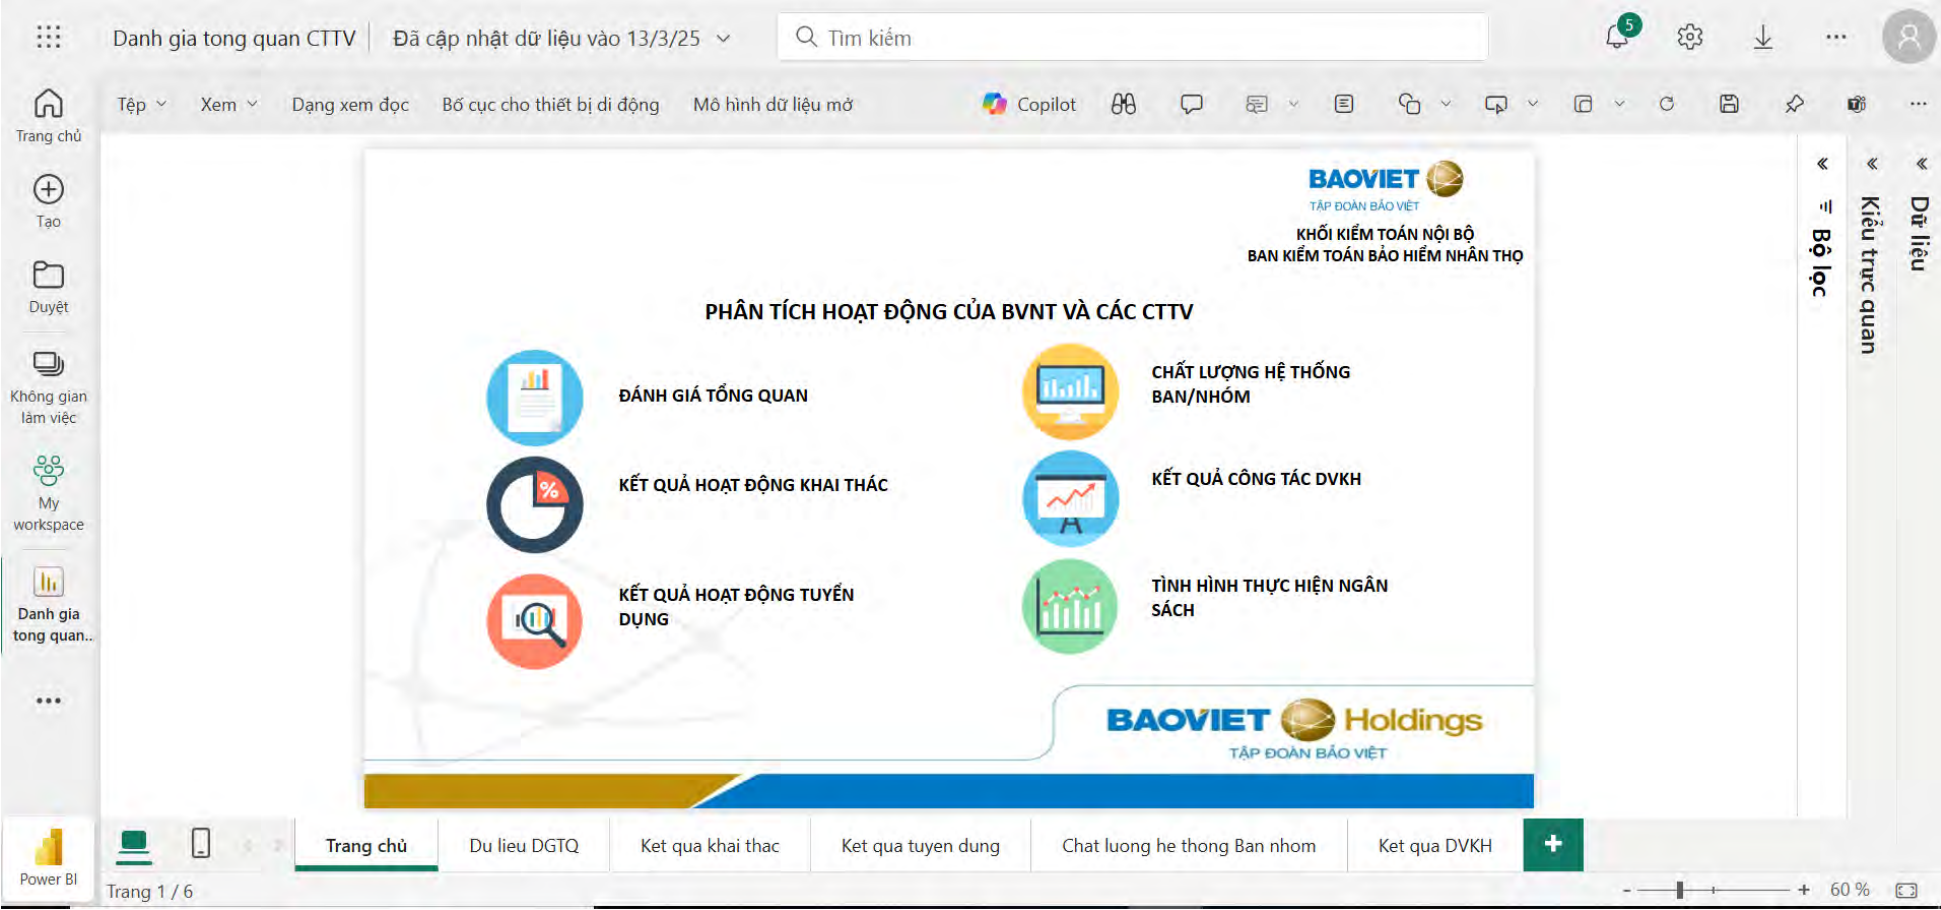 Danh gia tong quan CTTV
Đã cập nhật dữ liệu vào 13/3/25
Tìm kiếm
5
Trang chủ
Tạo
Duyệt
Không gian
làm việc
My
workspace
Danh gia
tong quan..
Power BI
Tệp
Xem
Dạng xem đọc
Bố cục cho thiết bị di động
Mô hình dữ liệu mở
Copilot
BAOVIET
TẬP ĐOÀN BẢO VIỆT
KHỐI KIỂM TOÁN NỘI BỘ
BAN KIỂM TOÁN BẢO HIỂM NHÂN THỌ
PHÂN TÍCH HOẠT ĐỘNG CỦA BVNT VÀ CÁC CTTV
ĐÁNH GIÁ TỔNG QUAN
%
KẾT QUẢ HOẠT ĐỘNG KHAI THÁC
KẾT QUẢ HOẠT ĐỘNG TUYỂN
DỤNG
CHẤT LƯỢNG HỆ THỐNG
BAN/NHÓM
KẾT QUẢ CÔNG TÁC DVKH
TÌNH HÌNH THỰC HIỆN NGÂN
SÁCH
BAOVIET Holdings
TẬP ĐOÀN BẢO VIỆT
Bộ lọc
Kiểu trực quan
Dữ liệu
Trang chủ
Du lieu DGTQ
Ket qua khai thac
Ket qua tuyen dung
Chat luong he thong Ban nhom
Ket qua DVKH
+
Trang 1 / 6
- + 60 %